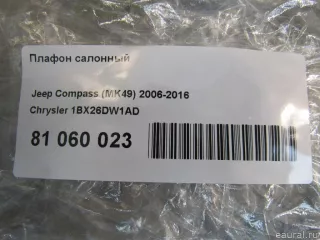 Плафон салонный
Jeep Compass (MK49) 2006-2016
Chrysler 1BX26DW1AD
81 060 023
eaural.ru